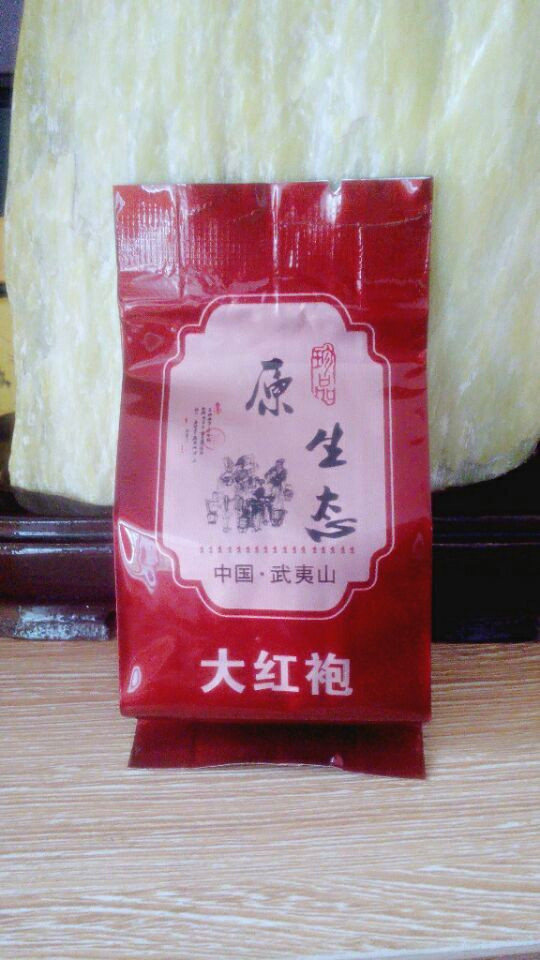 珍品
原生态
中国·武夷山
大红袍